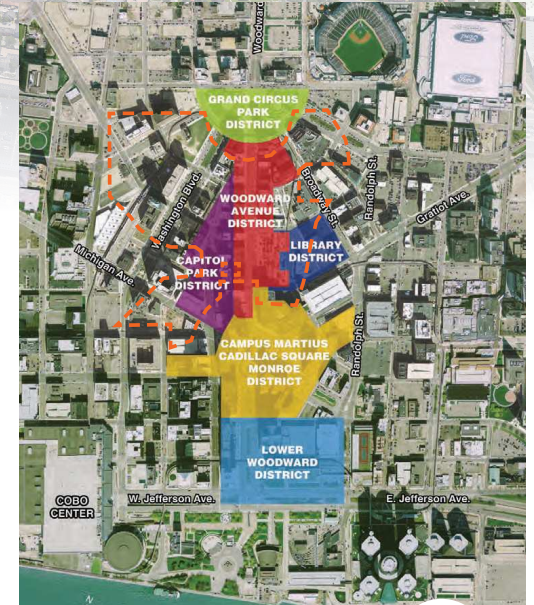 Woodward
Ford
GRAND CIRCUS
PARK
DISTRICT
Randolph St.
Broadway St.
Washington Blvd.
WOODWARD
AVENUE
DISTRICT
Gratiot Ave.
LIBRARY
DISTRICT
Michigan Ave.
CAPITOL
PARK
DISTRICT
Randolph St.
CAMPUS MARTIUS
CADILLAC SQUARE
MONROE
DISTRICT
LOWER
WOODWARD
DISTRICT
COBO
CENTER
W. Jefferson Ave.
E. Jefferson Ave.
N